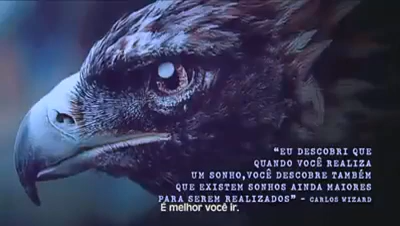 “EU DESCOBRI QUE
QUANDO VOCÊ REALIZA
UM SONHO,VOCÊ DESCOBRE TAMBÉM
QUE EXISTEM SONHOS AINDA MAIORES
PARA SEREM REALIZADOS” - CARLOS WIZARD
É melhor você ir.